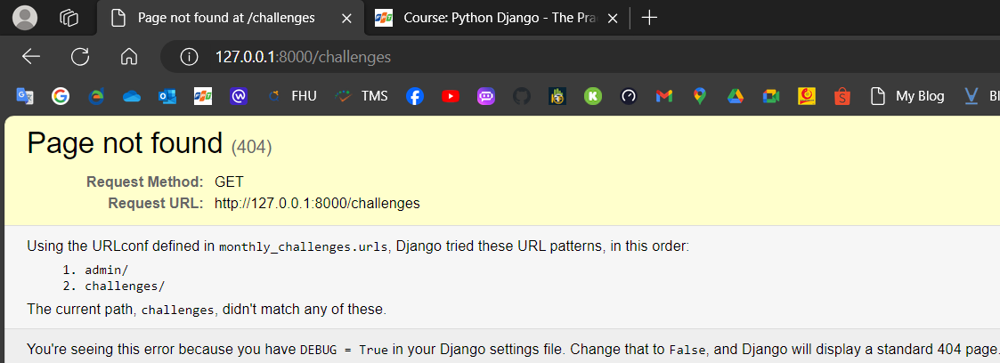 Page not found at /challenges
Course: Python Django - The Pra
127.0.0.1:8000/challenges
FHU TMS My Blog Bl
Page not found (404)
Request Method: GET
Request URL: http://127.0.0.1:8000/challenges
Using the URLconf defined in monthly_challenges.urls, Django tried these URL patterns, in this order:
1. admin/
2. challenges/
The current path, challenges, didn't match any of these.
You're seeing this error because you have DEBUG = True in your Django settings file. Change that to False, and Django will display a standard 404 page.